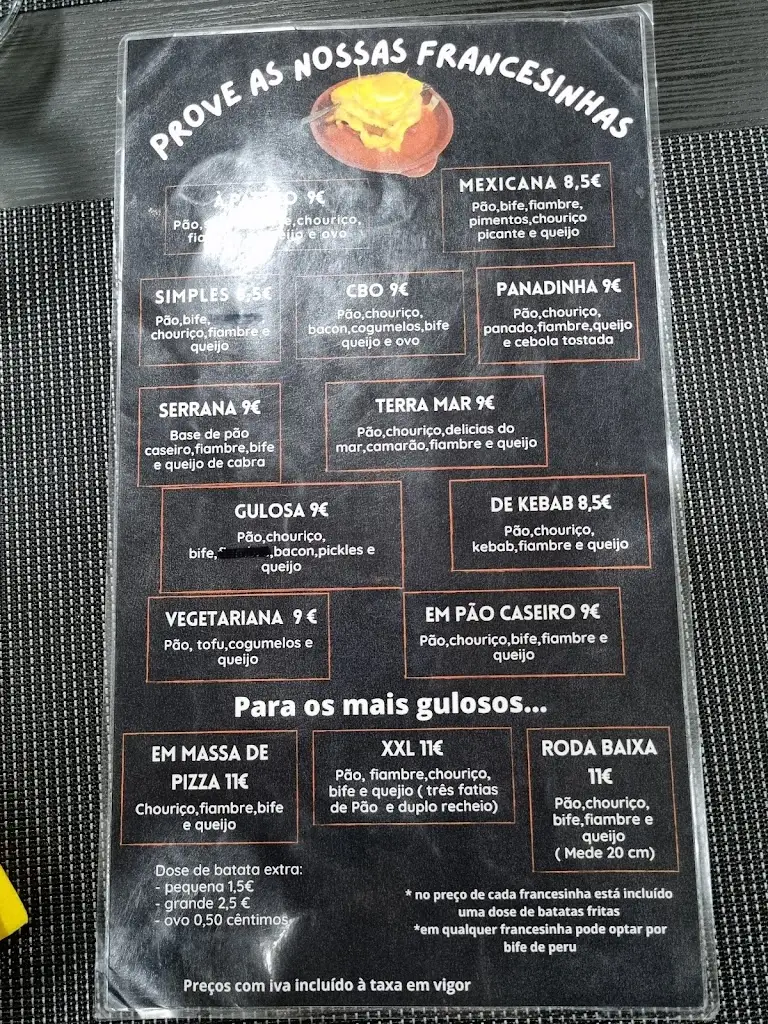 PROVE AS NOSSAS FRANCESINHAS
9€
Pão, ,chouriço,
e ovo
MEXICANA 8,5€
Pão,bife,fiambre,
pimentos,chouriço
picante e queijo
SIMPLES 8,5€
Pão,bife,
chouriço,fiambre e
queijo
CBO 9€
Pão,chouriço,
bacon,cogumelos,bife
queijo e ovo
PANADINHA 9€
Pão,chouriço,
panado,fiambre,queijo
e cebola tostada
SERRANA 9€
Base de pão
caseiro,fiambre,bife
e queijo de cabra
TERRA MAR 9€
Pão,chouriço,delicias do
mar,camarão,fiambre e queijo
GULOSA 9€
Pão,chouriço,
bife, ,bacon,pickles e
queijo
DE KEBAB 8,5€
Pão,chouriço,
kebab,fiambre e queijo
VEGETARIANA 9 €
Pão, tofu,cogumelos e
queijo
EM PÃO CASEIRO 9€
Pão,chouriço,bife,fiambre e
queijo
Para os mais gulosos...
EM MASSA DE
PIZZA 11€
Chouriço,fiambre,bife
e queijo
XXL 11€
Pão, fiambre,chouriço,
bife e quejio ( três fatias
de Pão e duplo recheio)
RODA BAIXA
11€
Pão,chouriço,
bife,fiambre e
queijo
( Mede 20 cm)
Dose de batata extra:
- pequena 1,5€
- grande 2,5 €
- ovo 0,50 cêntimos
* no preço de cada francesinha está incluído
uma dose de batatas fritas
*em qualquer francesinha pode optar por
bife de peru
Preços com iva incluído à taxa em vigor